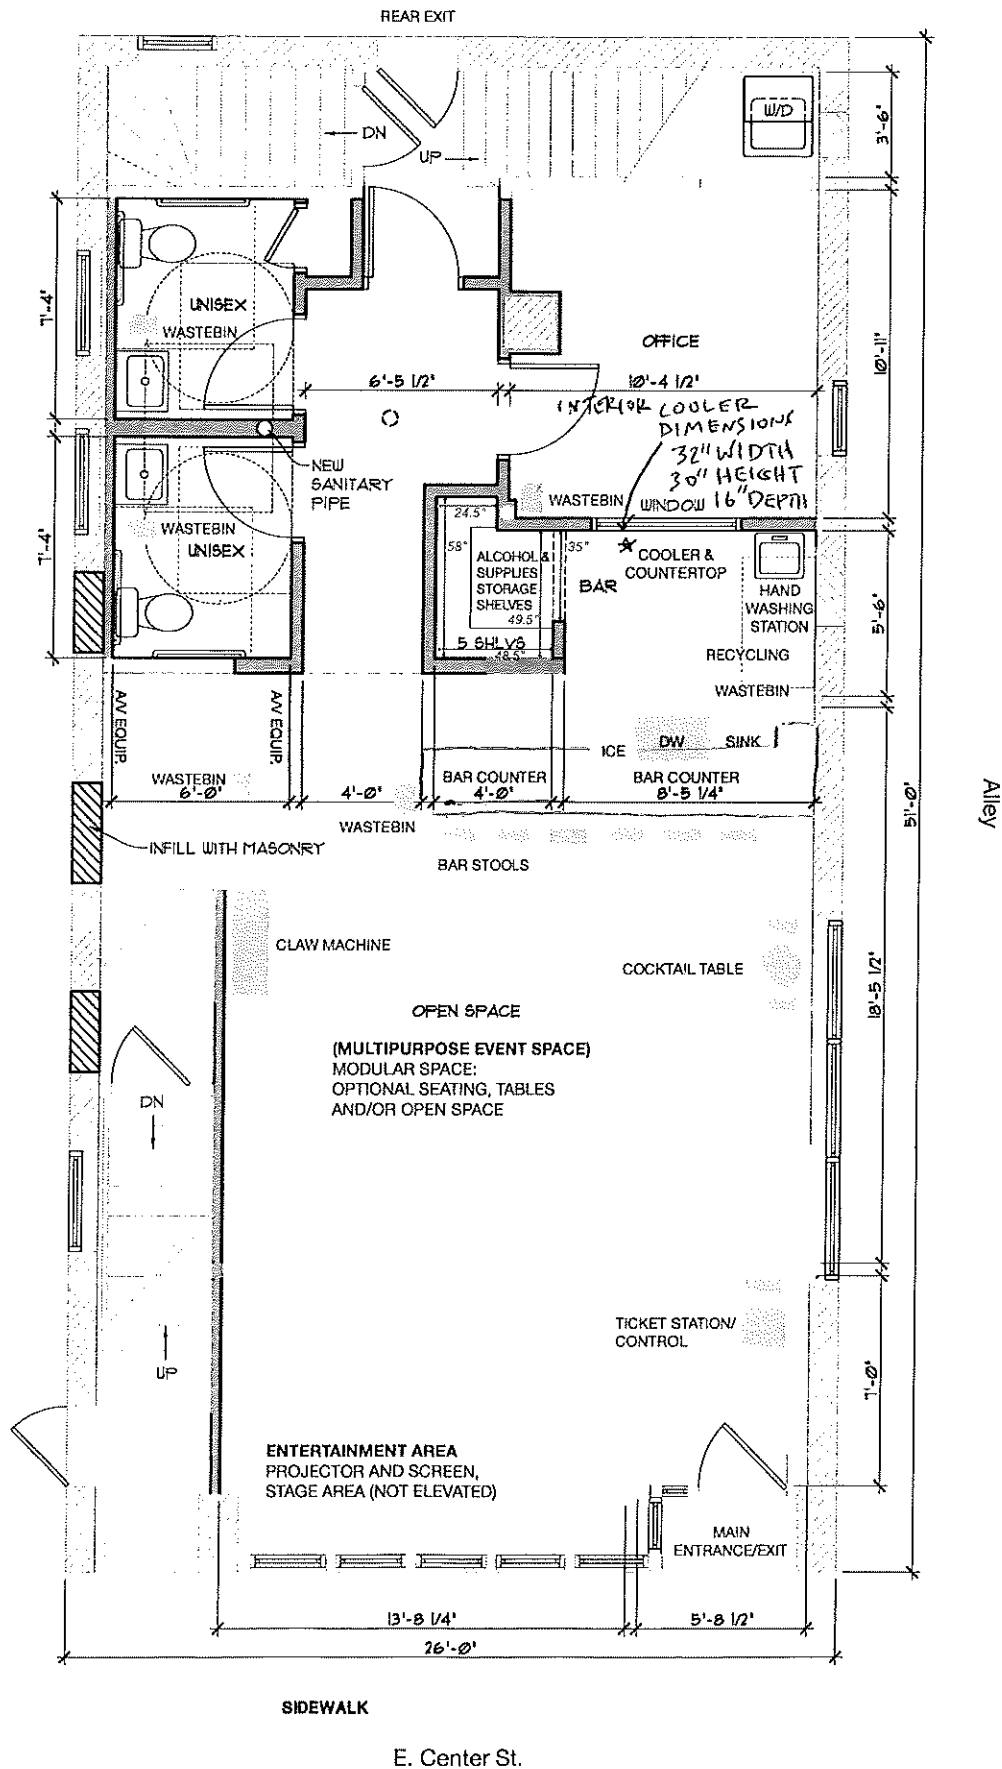 REAR EXIT
W/D
DN
UP
3'-6"
7'-4"
UNISEX
WASTEBIN
OFFICE
10'-11"
6'-5 1/2"
10'-4 1/2"
INTERIOR COOLER
DIMENSIONS
32" WIDTH
30" HEIGHT
16" DEPTH
NEW
SANITARY
PIPE
WASTEBIN
WINDOW
7'-4"
WASTEBIN
UNISEX
24.5"
58"
ALCOHOL &
SUPPLIES
STORAGE
SHELVES
49.5"
5 SHLVS
48.5"
35"
BAR
COOLER &
COUNTERTOP
HAND
WASHING
STATION
5'-6"
RECYCLING
WASTEBIN
A/V EQUIP.
A/V EQUIP.
ICE
DW
SINK
WASTEBIN
BAR COUNTER
BAR COUNTER
6'-0"
4'-0"
4'-0"
8'-5 1/4"
51'-0"
Alley
WASTEBIN
INFILL WITH MASONRY
BAR STOOLS
CLAW MACHINE
COCKTAIL TABLE
18'-5 1/2"
OPEN SPACE
(MULTIPURPOSE EVENT SPACE)
MODULAR SPACE:
OPTIONAL SEATING, TABLES
AND/OR OPEN SPACE
DN
TICKET STATION/
CONTROL
UP
7'-0"
ENTERTAINMENT AREA
PROJECTOR AND SCREEN,
STAGE AREA (NOT ELEVATED)
MAIN
ENTRANCE/EXIT
13'-8 1/4"
5'-8 1/2"
26'-0"
SIDEWALK
E. Center St.